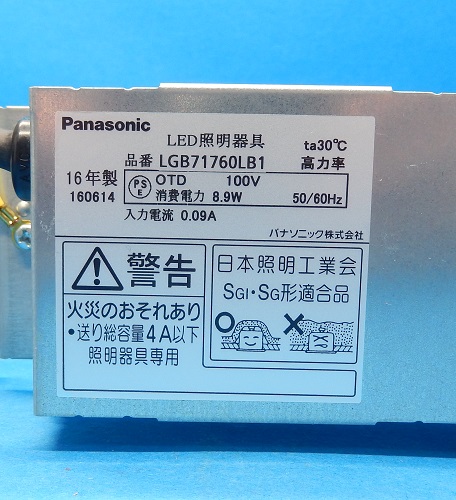 Panasonic
LED照明器具 ta30℃
品番 LGB71760LB1 高力率
16年製 PSE OTD 100V
160614 消費電力 8.9W 50/60Hz
入力電流 0.09A
パナソニック株式会社
警告
火災のおそれあり
•送り総容量4A以下
照明器具専用
日本照明工業会
SGI・SG形適合品